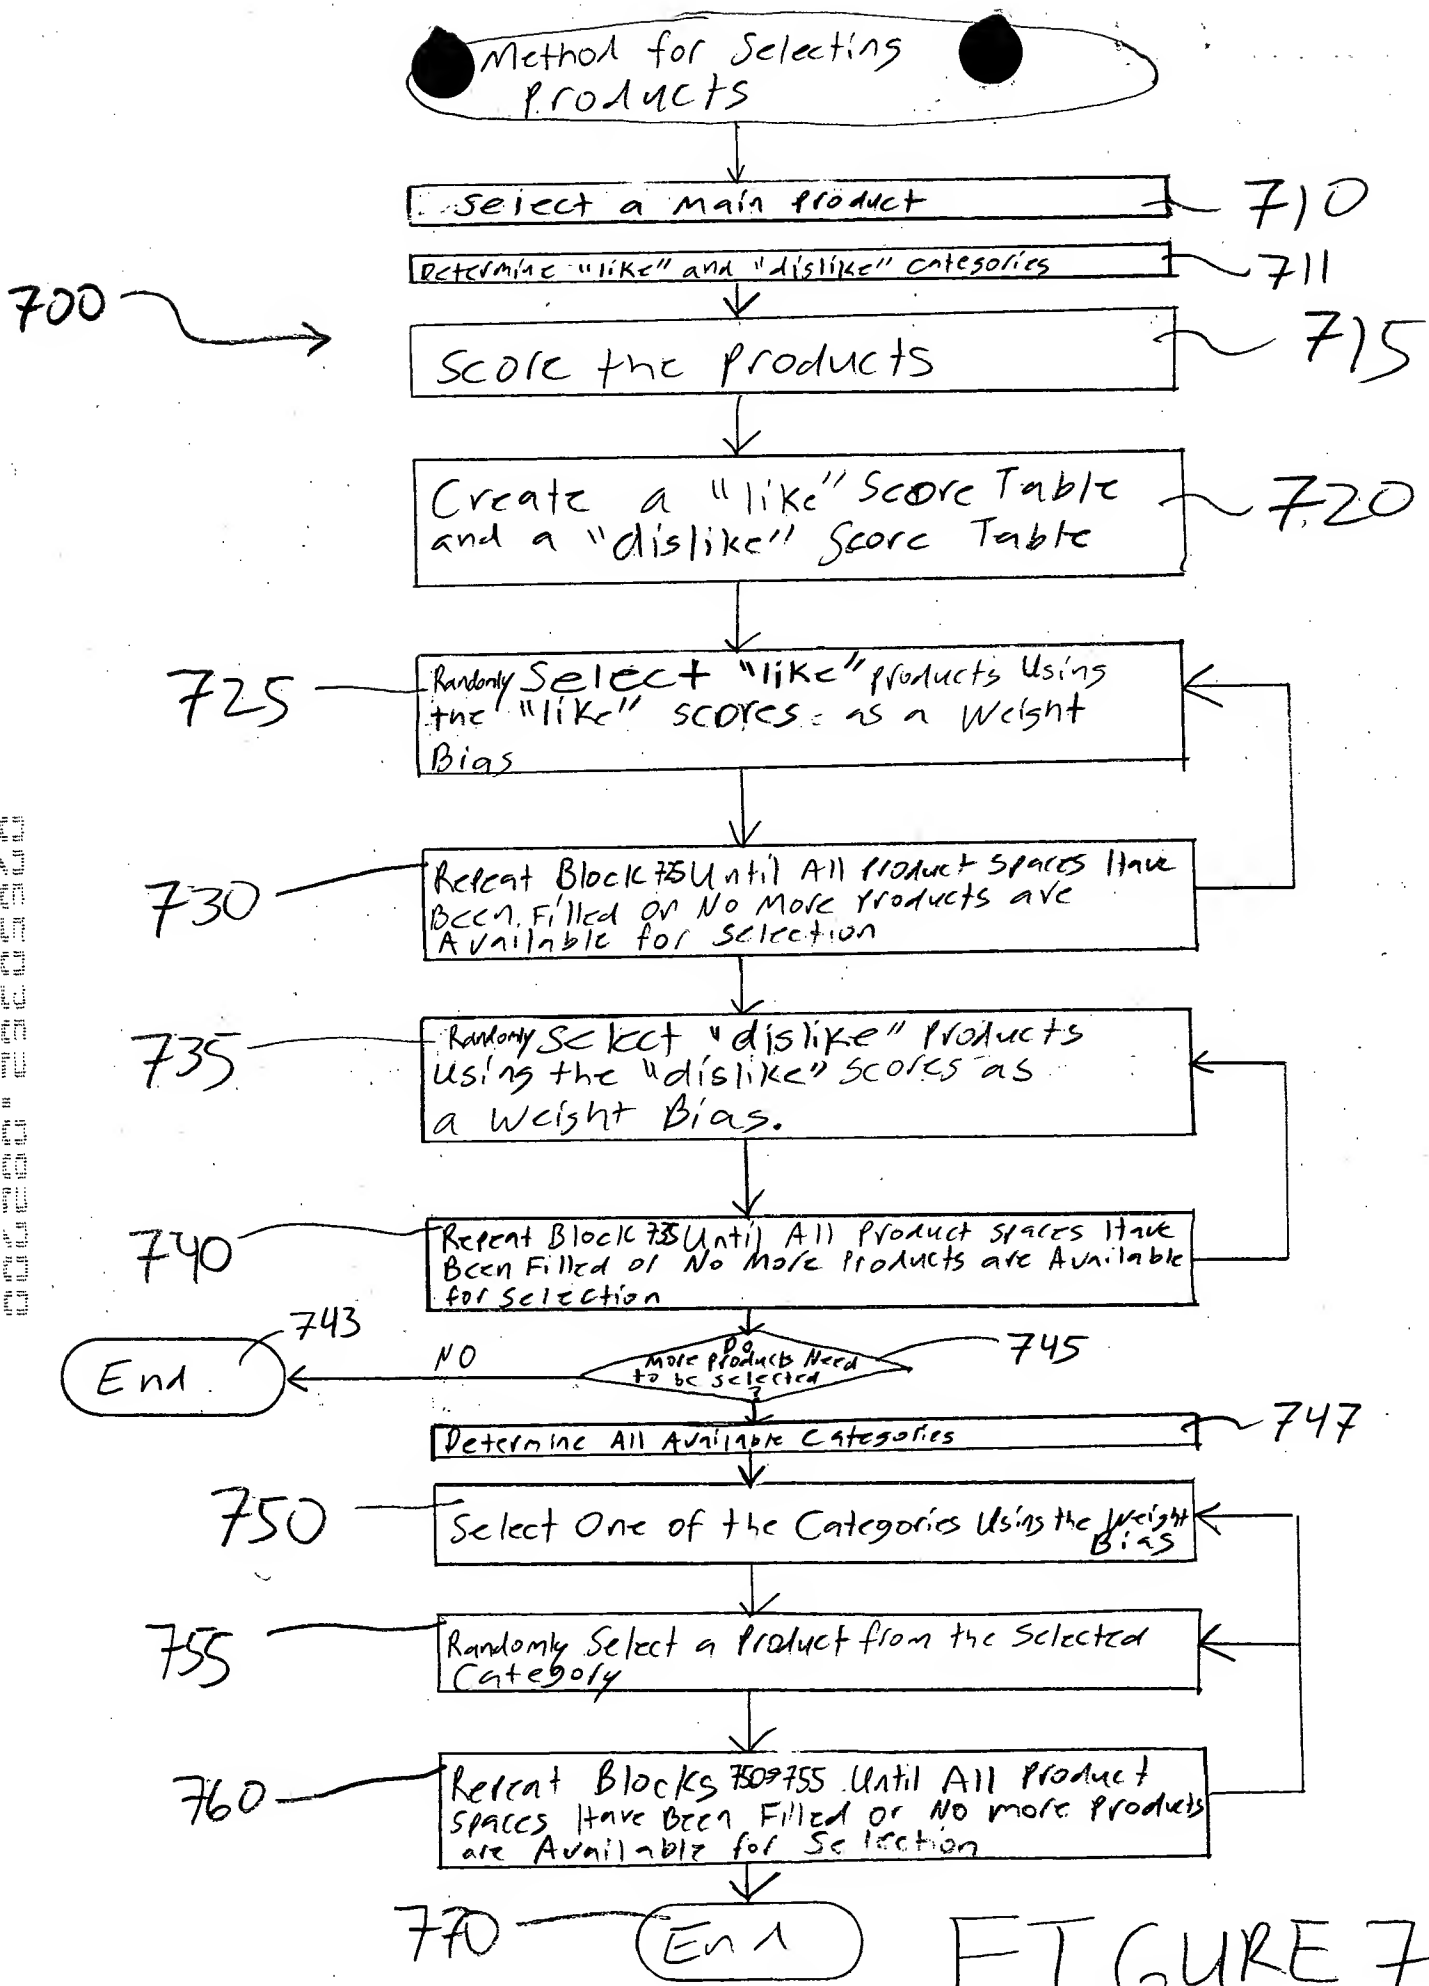 Method for Selecting
Products
Select a Main Product
710
Determine "like" and "dislike" Categories
711
700
Score the Products
715
Create a "like" Score Table
and a "dislike" Score Table
720
725
Randomly Select "like" products Using
the "like" scores as a Weight
Bias
730
Repeat Block 725 Until All Product Spaces Have
Been Filled or No More Products are
Available for Selection
735
Randomly Select "dislike" Products
Using the "dislike" scores as
a Weight Bias.
740
Repeat Block 735 Until All Product Spaces Have
Been Filled or No More Products are Available
for Selection
743
End
NO
Do
More Products Need
to be Selected
?
745
Determine All Available Categories
747
750
Select One of the Categories Using the Weight
Bias
755
Randomly Select a Product from the Selected
Category
760
Repeat Blocks 750→755 Until All Product
Spaces Have Been Filled or No more Products
are Available for Selection
770
End
FIGURE 7